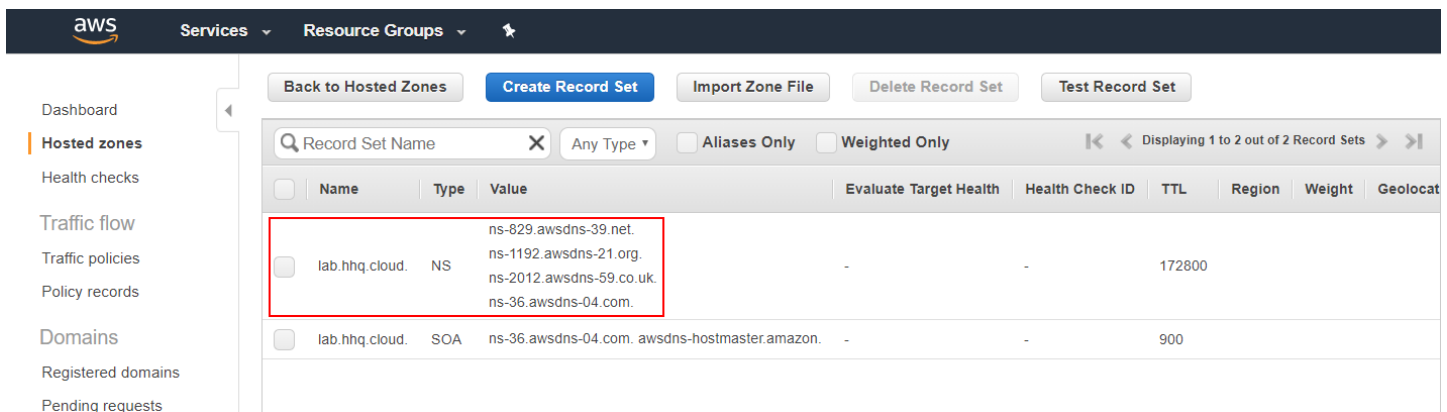 aws Services Resource Groups
Back to Hosted Zones Create Record Set Import Zone File Delete Record Set Test Record Set
Dashboard
Hosted zones
Health checks
Traffic flow
Traffic policies
Policy records
Domains
Registered domains
Pending requests
Record Set Name Any Type Aliases Only Weighted Only Displaying 1 to 2 out of 2 Record Sets
Name Type Value Evaluate Target Health Health Check ID TTL Region Weight Geolocat
ns-829.awsdns-39.net.
ns-1192.awsdns-21.org.
lab.hhq.cloud. NS - - 172800
ns-2012.awsdns-59.co.uk.
ns-36.awsdns-04.com.
lab.hhq.cloud. SOA ns-36.awsdns-04.com. awsdns-hostmaster.amazon. - - 900